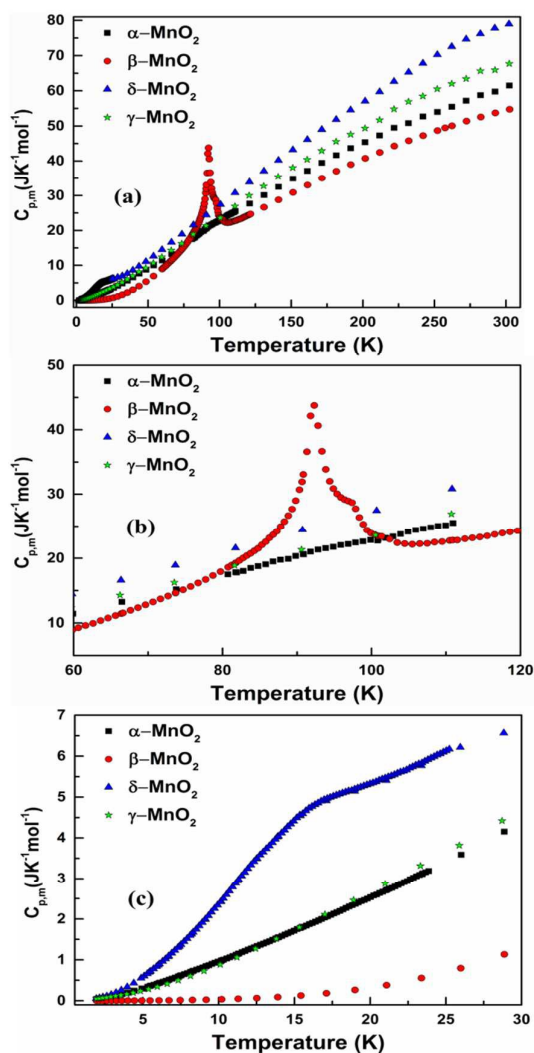 80
70
60
50
40
30
20
10
0
Cp,m(JK⁻¹mol⁻¹)
α−MnO₂
β−MnO₂
δ−MnO₂
γ−MnO₂
(a)
0 50 100 150 200 250 300
Temperature (K)
50
40
30
20
10
Cp,m(JK⁻¹mol⁻¹)
α−MnO₂
β−MnO₂
δ−MnO₂
γ−MnO₂
(b)
60 80 100 120
Temperature (K)
7
6
5
4
3
2
1
0
Cp,m(JK⁻¹mol⁻¹)
α−MnO₂
β−MnO₂
δ−MnO₂
γ−MnO₂
(c)
0 5 10 15 20 25 30
Temperature (K)